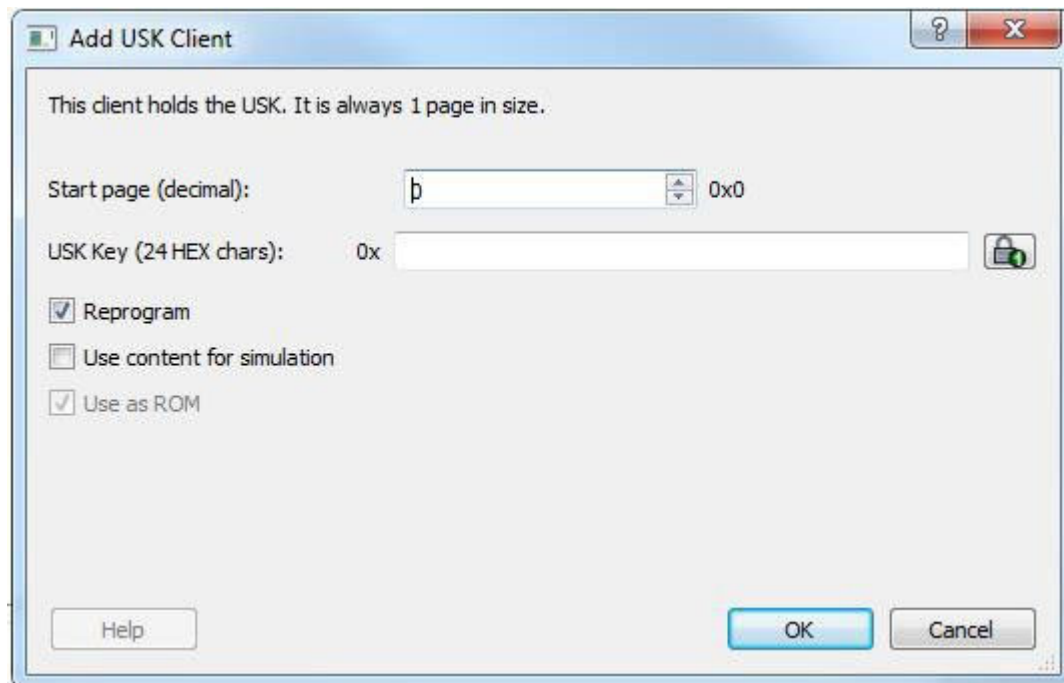 Add USK Client
This client holds the USK. It is always 1 page in size.
Start page (decimal): 0 0x0
USK Key (24 HEX chars): 0x
Reprogram
Use content for simulation
Use as ROM
Help OK Cancel